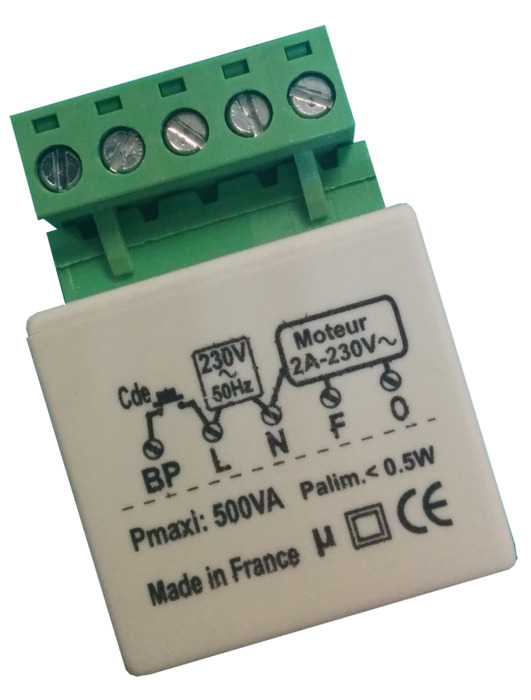 Moteur
2A-230V~
230V
~
50Hz
Cde
BP L N F O
Pmaxi: 500VA Palim.< 0.5W
Made in France µ CE